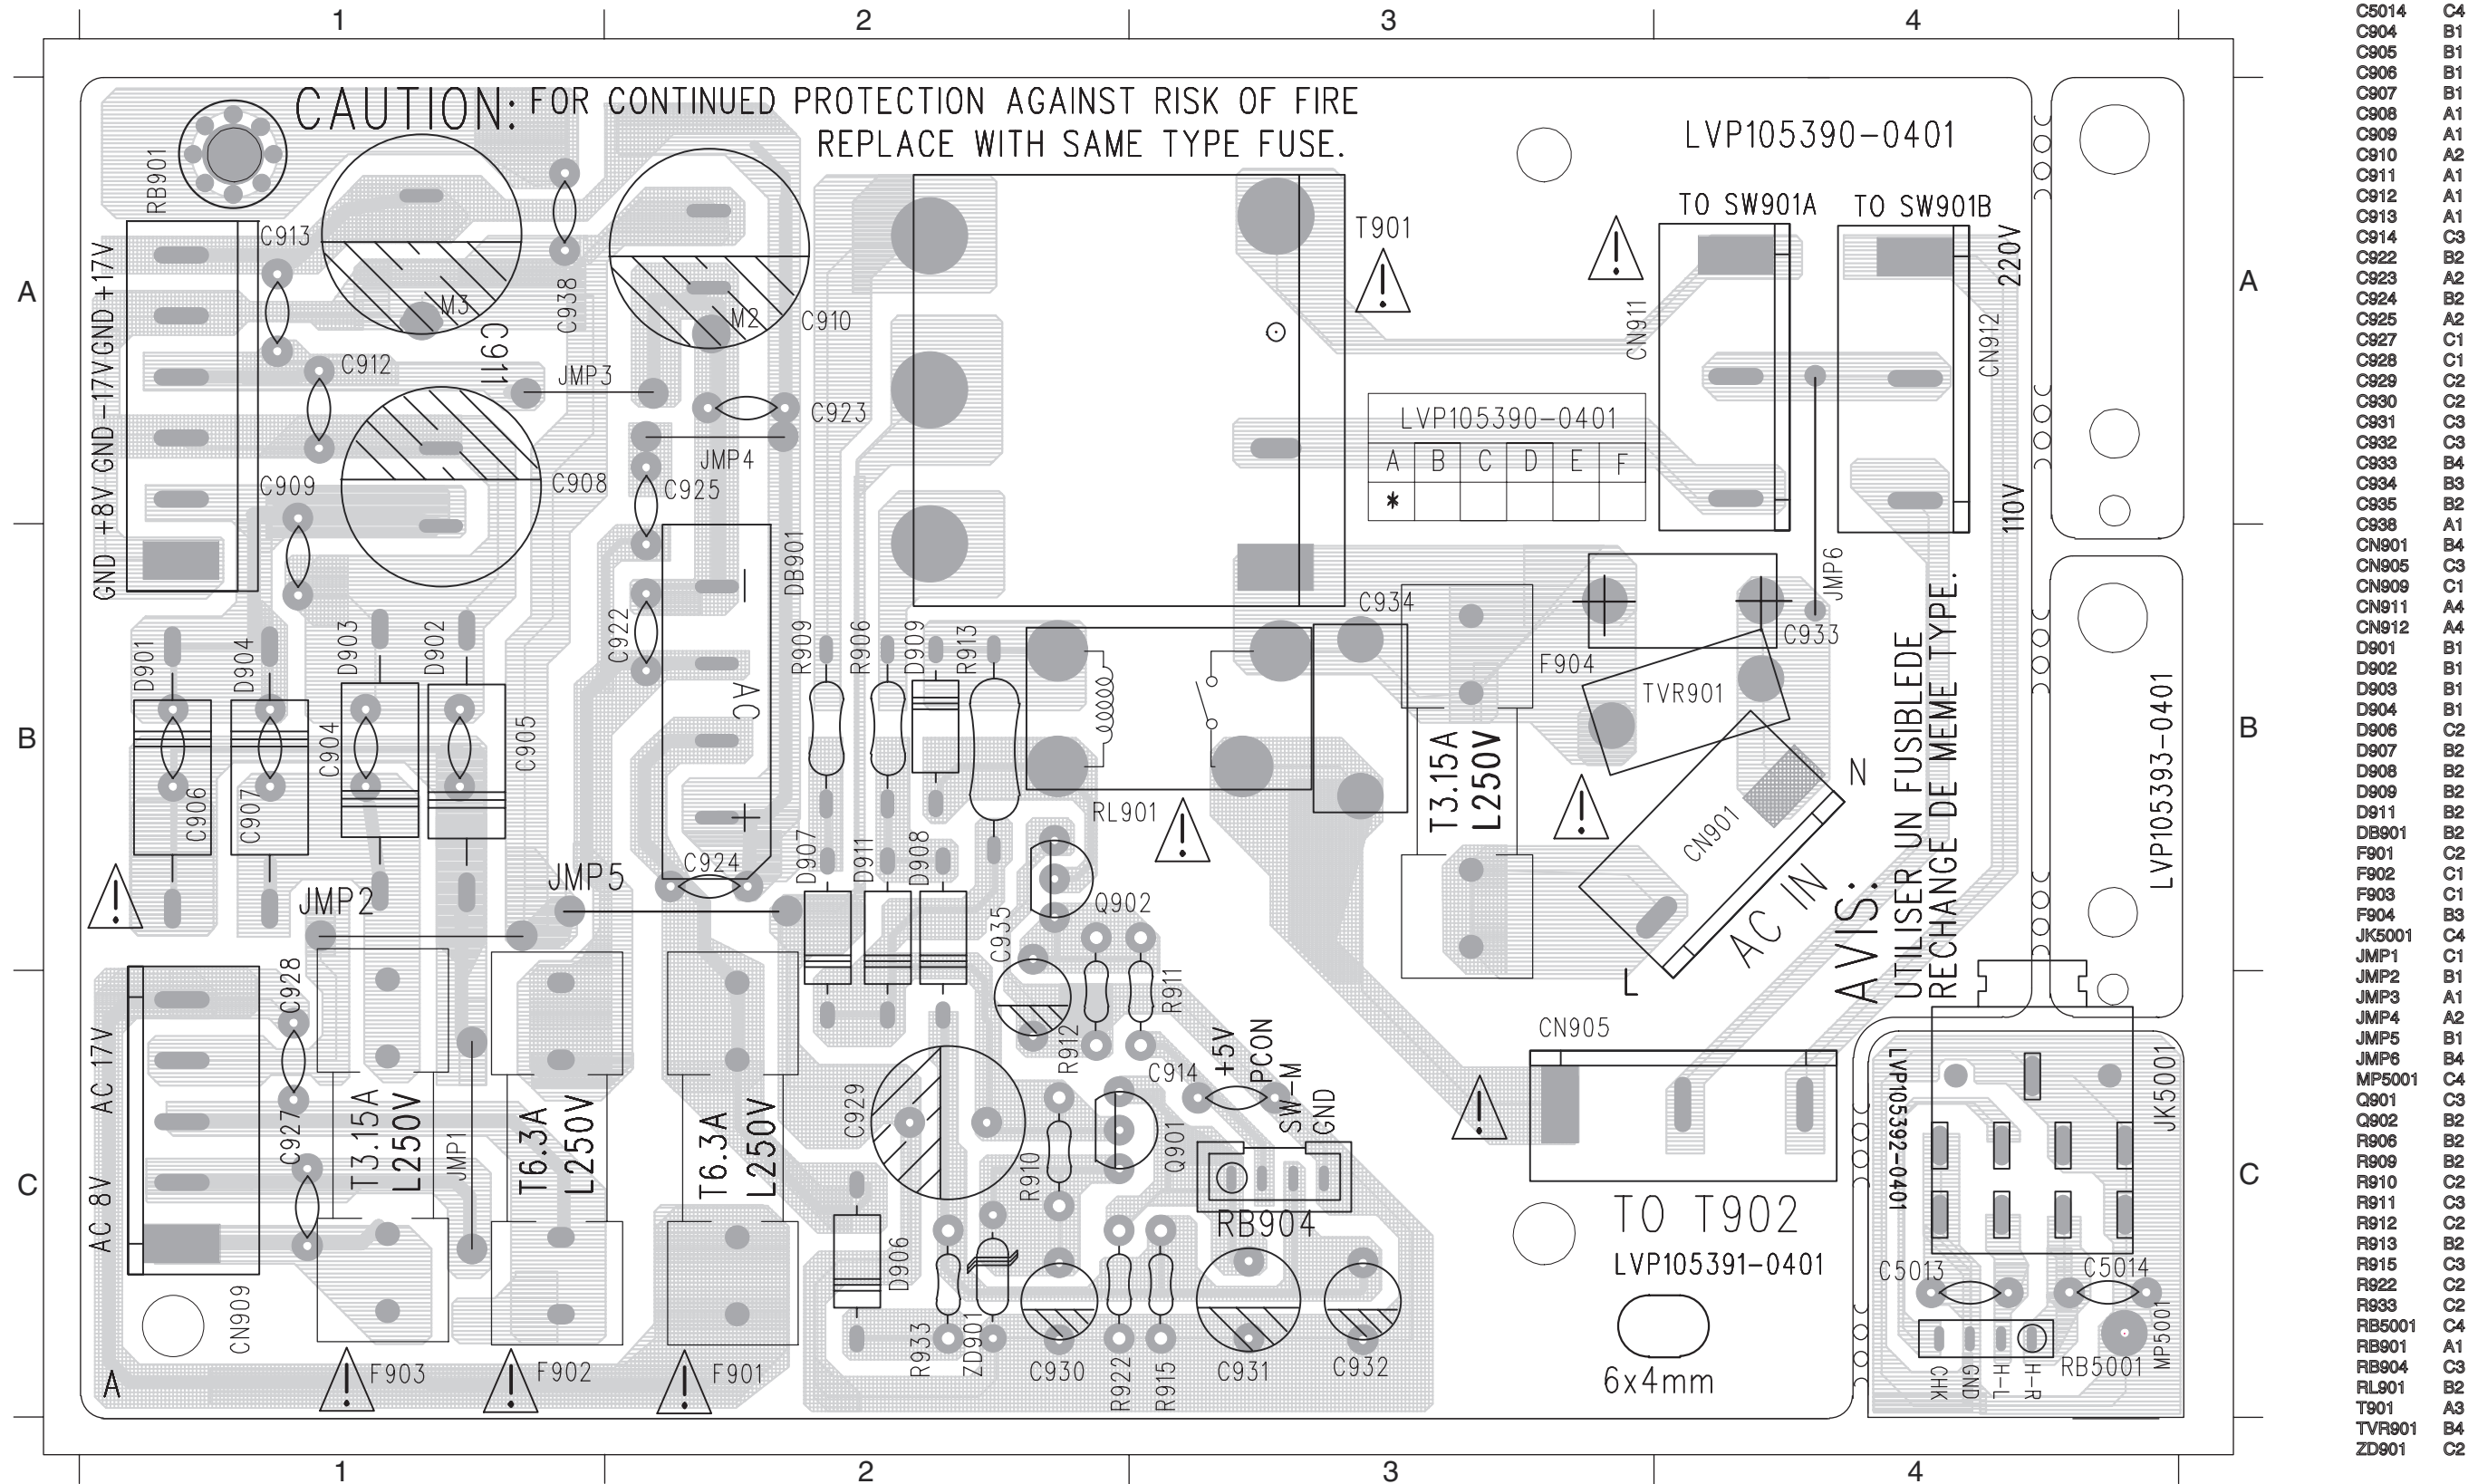 1 2 3 4
CAUTION: FOR CONTINUED PROTECTION AGAINST RISK OF FIRE
REPLACE WITH SAME TYPE FUSE.
LVP105390-0401
TO SW901A
TO SW901B
A
A
RB901
C913
M3
C938
M2
C910
T901
CN911
CN912
220V
110V
GND +8V GND-17VGND+17V
C912
C911
JMP3
C923
JMP4
C909
C908
C925
LVP105390-0401
A B C D E F
*
DB901
C922
R909
R906
D909
R913
C934
F904
C933
JMP6
TVR901
B
B
D901
D904
D903
D902
C904
C905
C906
C907
AC
RL901
T3.15A
L250V
N
CN901
AC IN
L
AVIS:
UTILISER UN FUSIBLEDE
RECHANGE DE MEME TYPE.
LVP105393-0401
JMP2
JMP5
C924
D907
D911
D908
C935
Q902
R912
R911
C928
C927
AC 17V
AC 8V
T3.15A
L250V
JMP1
T6.3A
L250V
T6.3A
L250V
C929
C914
+5V
PCON
SW-M
GND
CN905
LVP105392-0401
JK5001
C
C
R910
Q901
RB904
TO T902
LVP105391-0401
D906
C5013
C5014
MP5001
CN909
A
F903
F902
F901
R933
ZD901
C930
R922
R915
C931
C932
6x4mm
CHK
GND
H-L
H-R
RB5001
1 2 3 4
C5014 C4
C904 B1
C905 B1
C906 B1
C907 B1
C908 A1
C909 A1
C910 A2
C911 A1
C912 A1
C913 A1
C914 C3
C922 B2
C923 A2
C924 B2
C925 A2
C927 C1
C928 C1
C929 C2
C930 C2
C931 C3
C932 C3
C933 B4
C934 B3
C935 B2
C938 A1
CN901 B4
CN905 C3
CN909 C1
CN911 A4
CN912 A4
D901 B1
D902 B1
D903 B1
D904 B1
D906 C2
D907 B2
D908 B2
D909 B2
D911 B2
DB901 B2
F901 C2
F902 C1
F903 C1
F904 B3
JK5001 C4
JMP1 C1
JMP2 B1
JMP3 A1
JMP4 A2
JMP5 B1
JMP6 B4
MP5001 C4
Q901 C3
Q902 B2
R906 B2
R909 B2
R910 C2
R911 C3
R912 C2
R913 B2
R915 C3
R922 C2
R933 C2
RB5001 C4
RB901 A1
RB904 C3
RL901 B2
T901 A3
TVR901 B4
ZD901 C2